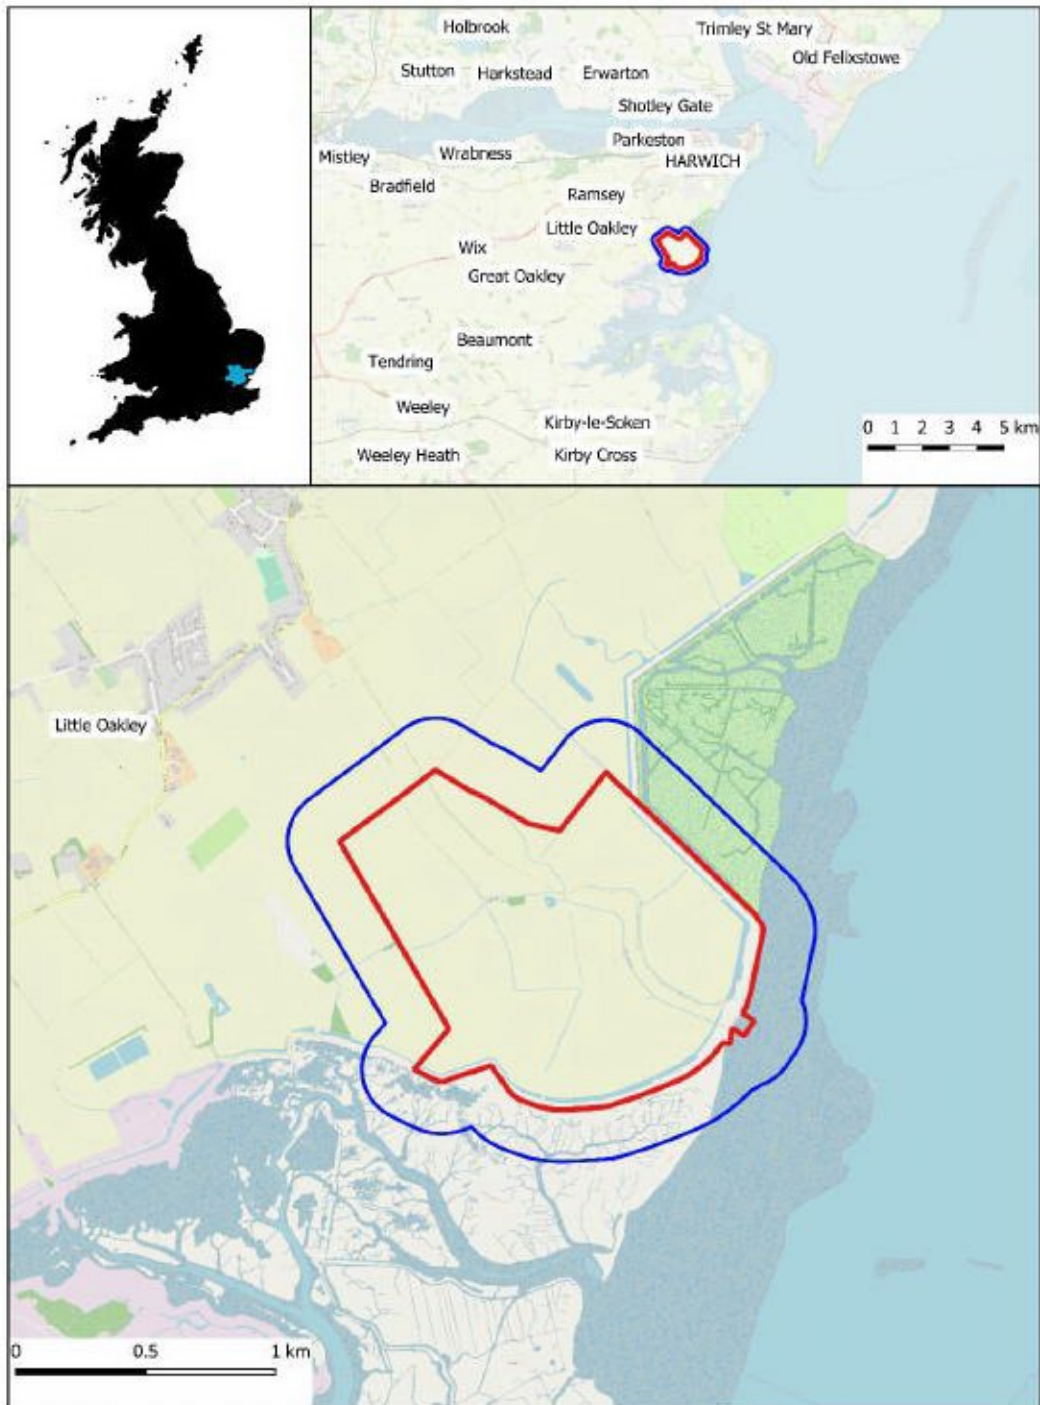 Holbrook
Trimley St Mary
Old Felixstowe
Stutton
Harkstead
Erwarton
Shotley Gate
Parkeston
Mistley
Wrabness
HARWICH
Bradfield
Ramsey
Little Oakley
Wix
Great Oakley
Beaumont
Tendring
Weeley
Kirby-le-Soken
Weeley Heath
Kirby Cross
0 1 2 3 4 5 km
Little Oakley
0 0.5 1 km